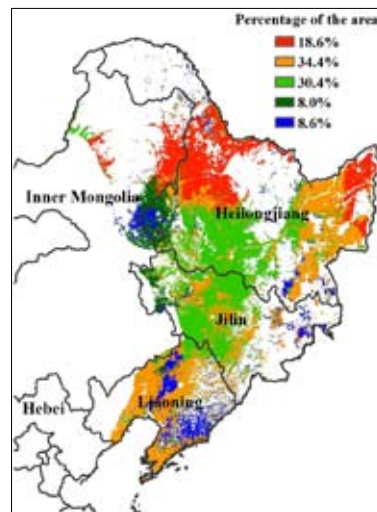 Percentage of the area
18.6%
34.4%
30.4%
8.0%
8.6%
Inner Mongolia
Heilongjiang
Jilin
Liaoning
Hebei